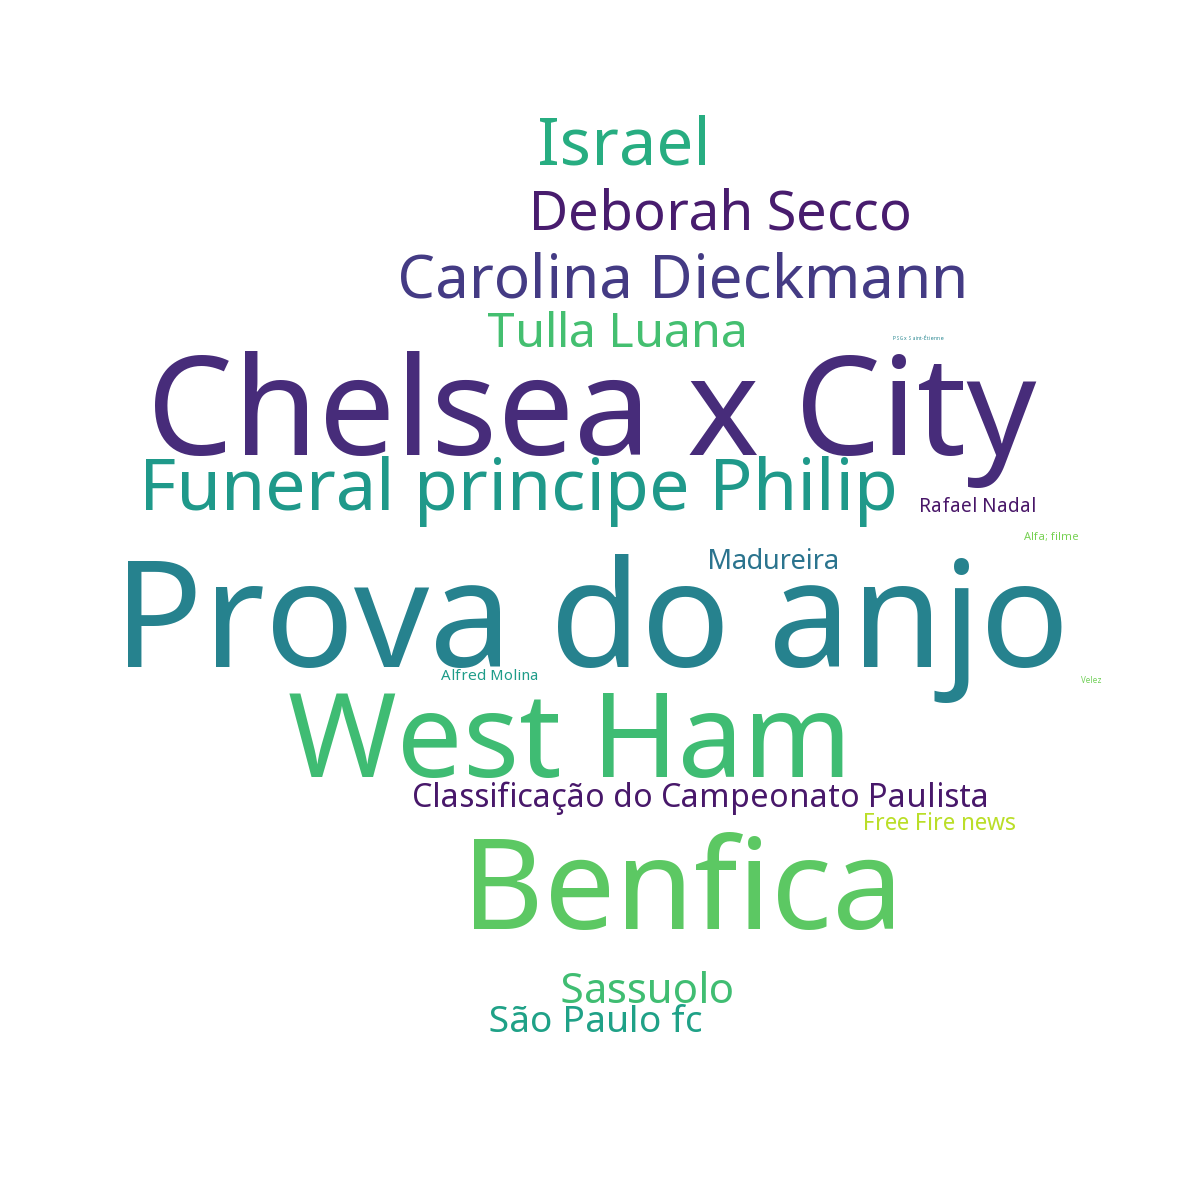 Israel
Deborah Secco
Carolina Dieckmann
Tulla Luana
PSG x Saint-Étienne
Chelsea x City
Funeral principe Philip
Rafael Nadal
Alfa; filme
Madureira
Prova do anjo
Alfred Molina
Velez
West Ham
Classificação do Campeonato Paulista
Free Fire news
Benfica
Sassuolo
São Paulo fc